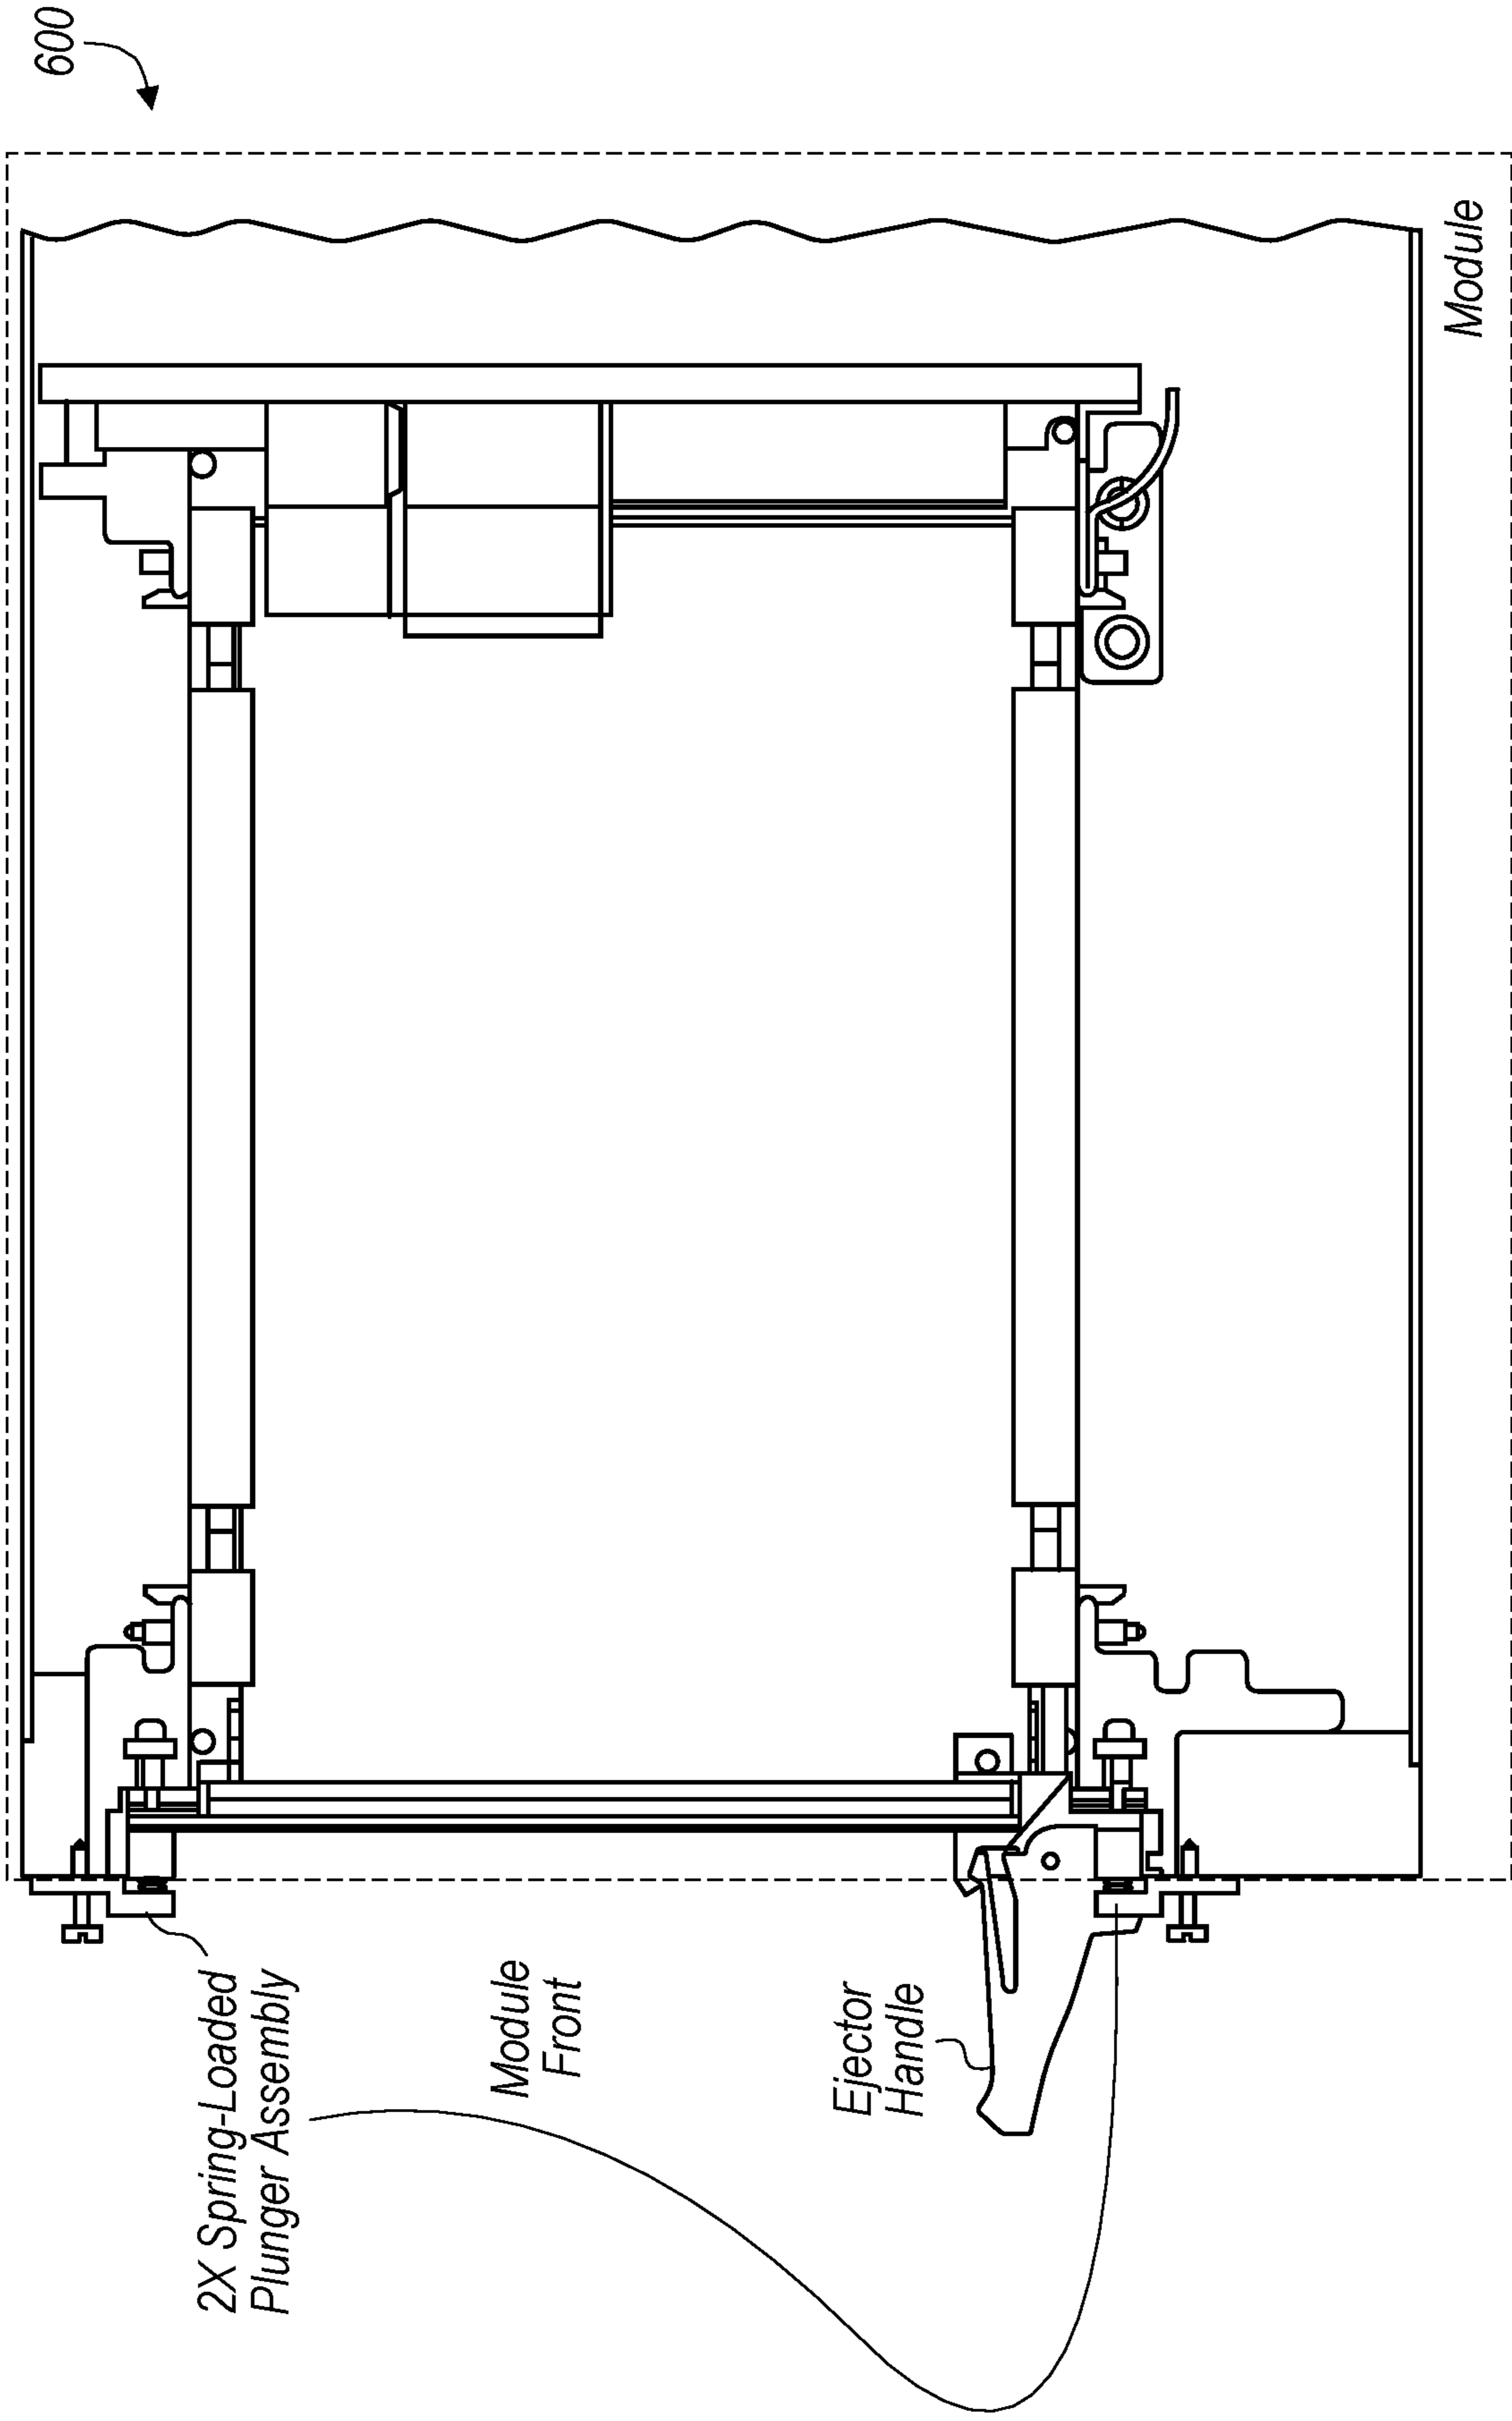 600
Module
2X Spring-Loaded
Plunger Assembly
Module
Front
Ejector
Handle